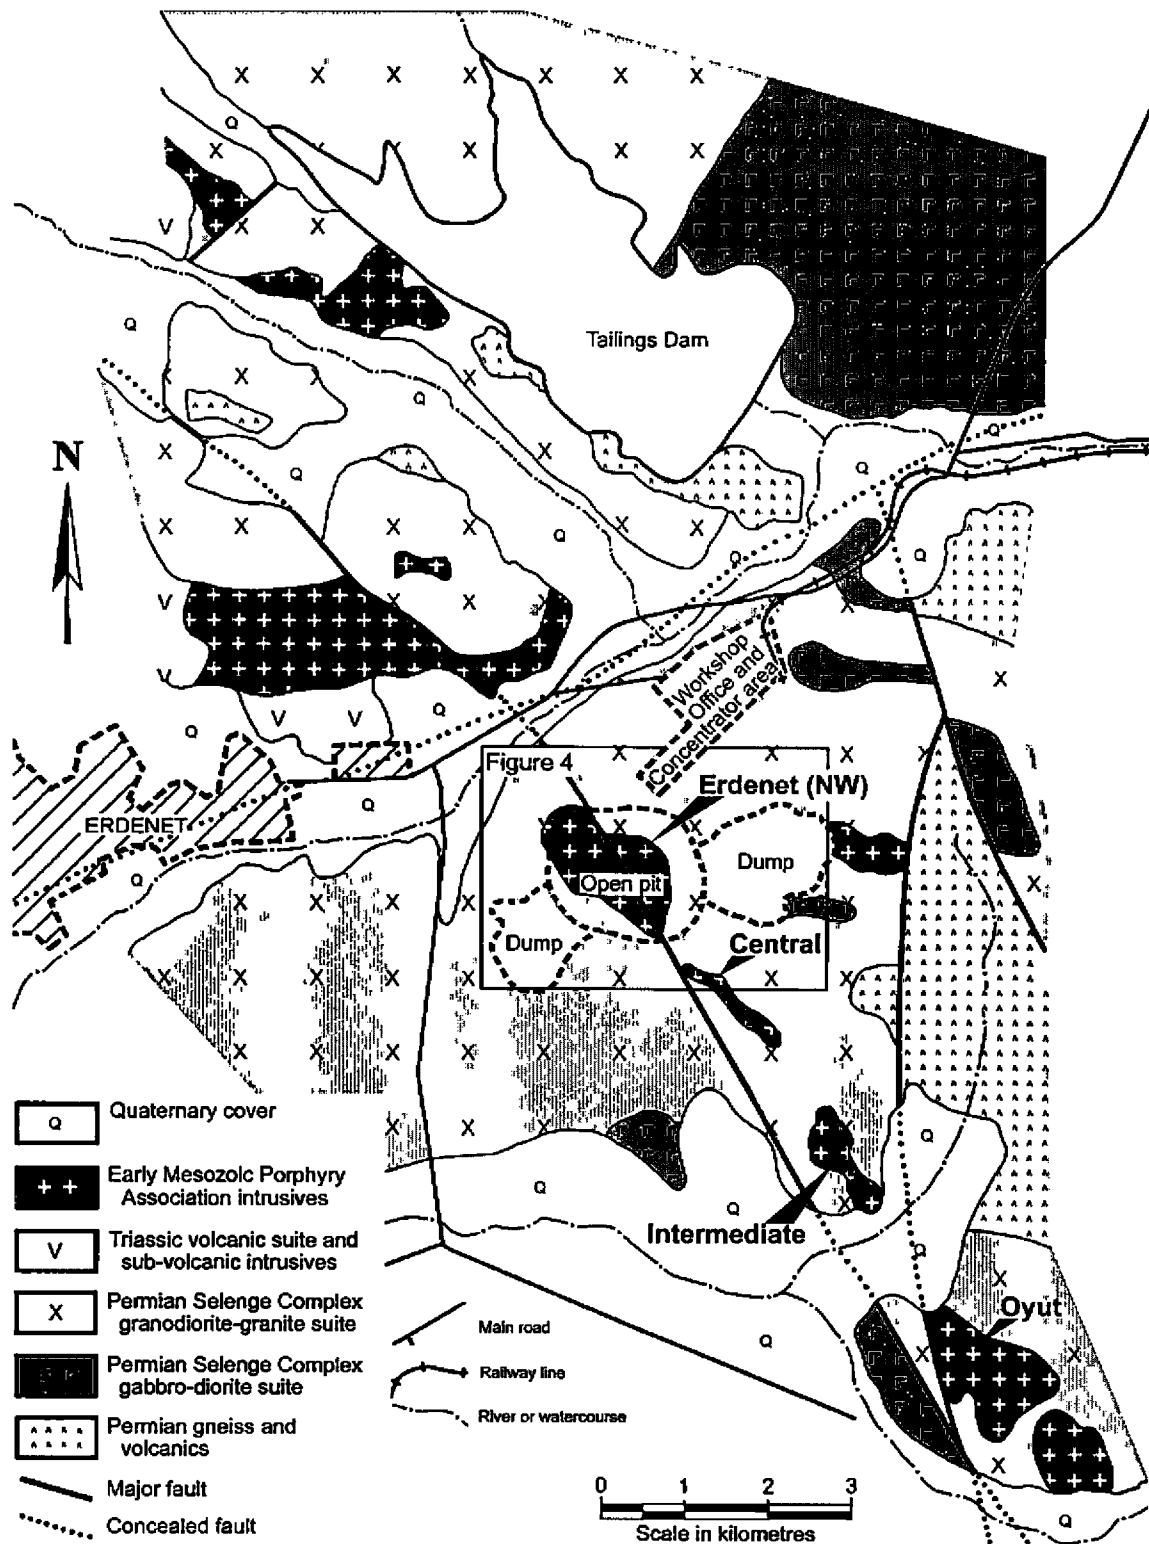 Tailings Dam
N
Workshop
Office and
Concentrator area
Figure 4
Erdenet (NW)
ERDENET
Open pit
Dump
Dump
Central
Intermediate
Oyut
Q
Quaternary cover
Early Mesozoic Porphyry
Association intrusives
V
Triassic volcanic suite and
sub-volcanic intrusives
X
Permian Selenge Complex
granodiorite-granite suite
Permian Selenge Complex
gabbro-diorite suite
Permian gneiss and
volcanics
Major fault
Concealed fault
Main road
Railway line
River or watercourse
0 1 2 3
Scale in kilometres